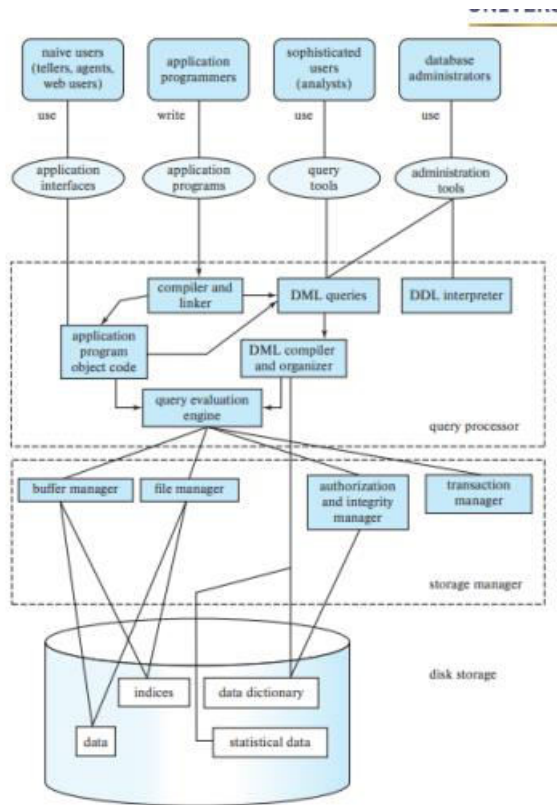 naive users
(tellers, agents,
web users)
application
programmers
sophisticated
users
(analysts)
database
administrators
use
write
use
use
application
interfaces
application
programs
query
tools
administration
tools
compiler and
linker
DML queries
DDL interpreter
application
program
object code
DML compiler
and organizer
query evaluation
engine
query processor
buffer manager
file manager
authorization
and integrity
manager
transaction
manager
storage manager
disk storage
indices
data dictionary
data
statistical data